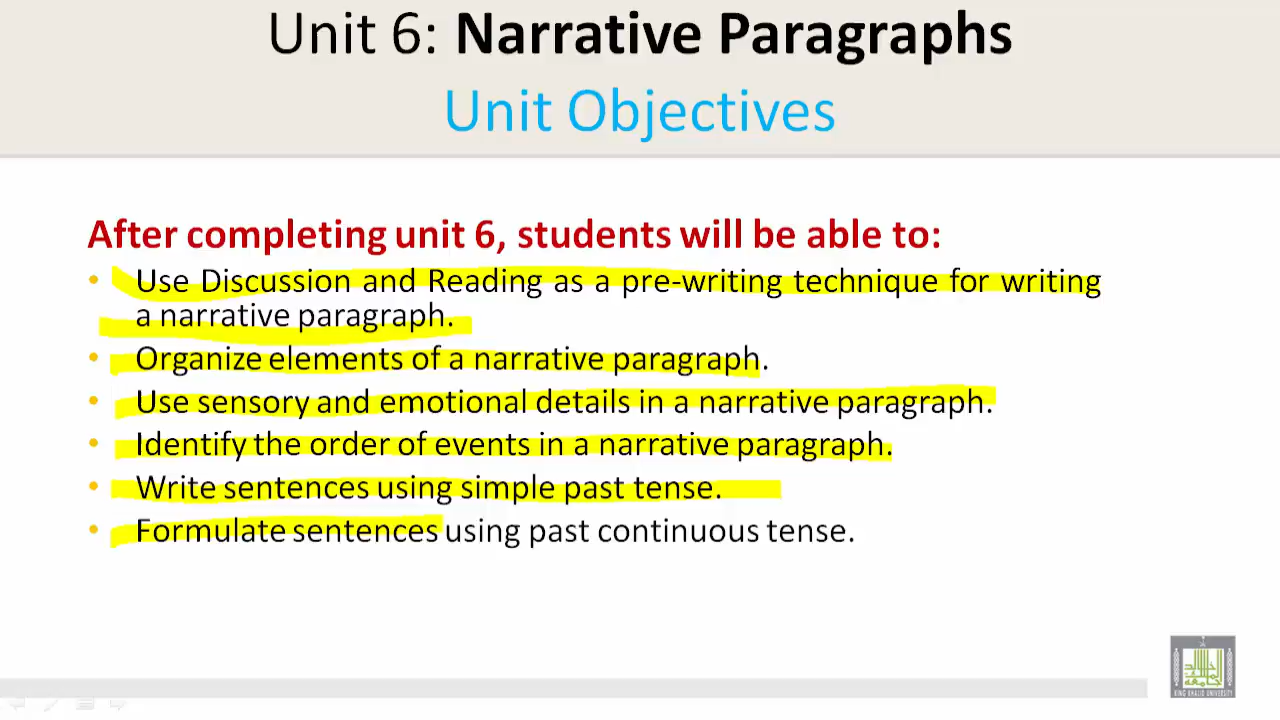 Unit 6: Narrative Paragraphs
Unit Objectives
After completing unit 6, students will be able to:
• Use Discussion and Reading as a pre-writing technique for writing
a narrative paragraph.
• Organize elements of a narrative paragraph.
• Use sensory and emotional details in a narrative paragraph.
• Identify the order of events in a narrative paragraph.
• Write sentences using simple past tense.
• Formulate sentences using past continuous tense.
KING KHALID UNIVERSITY